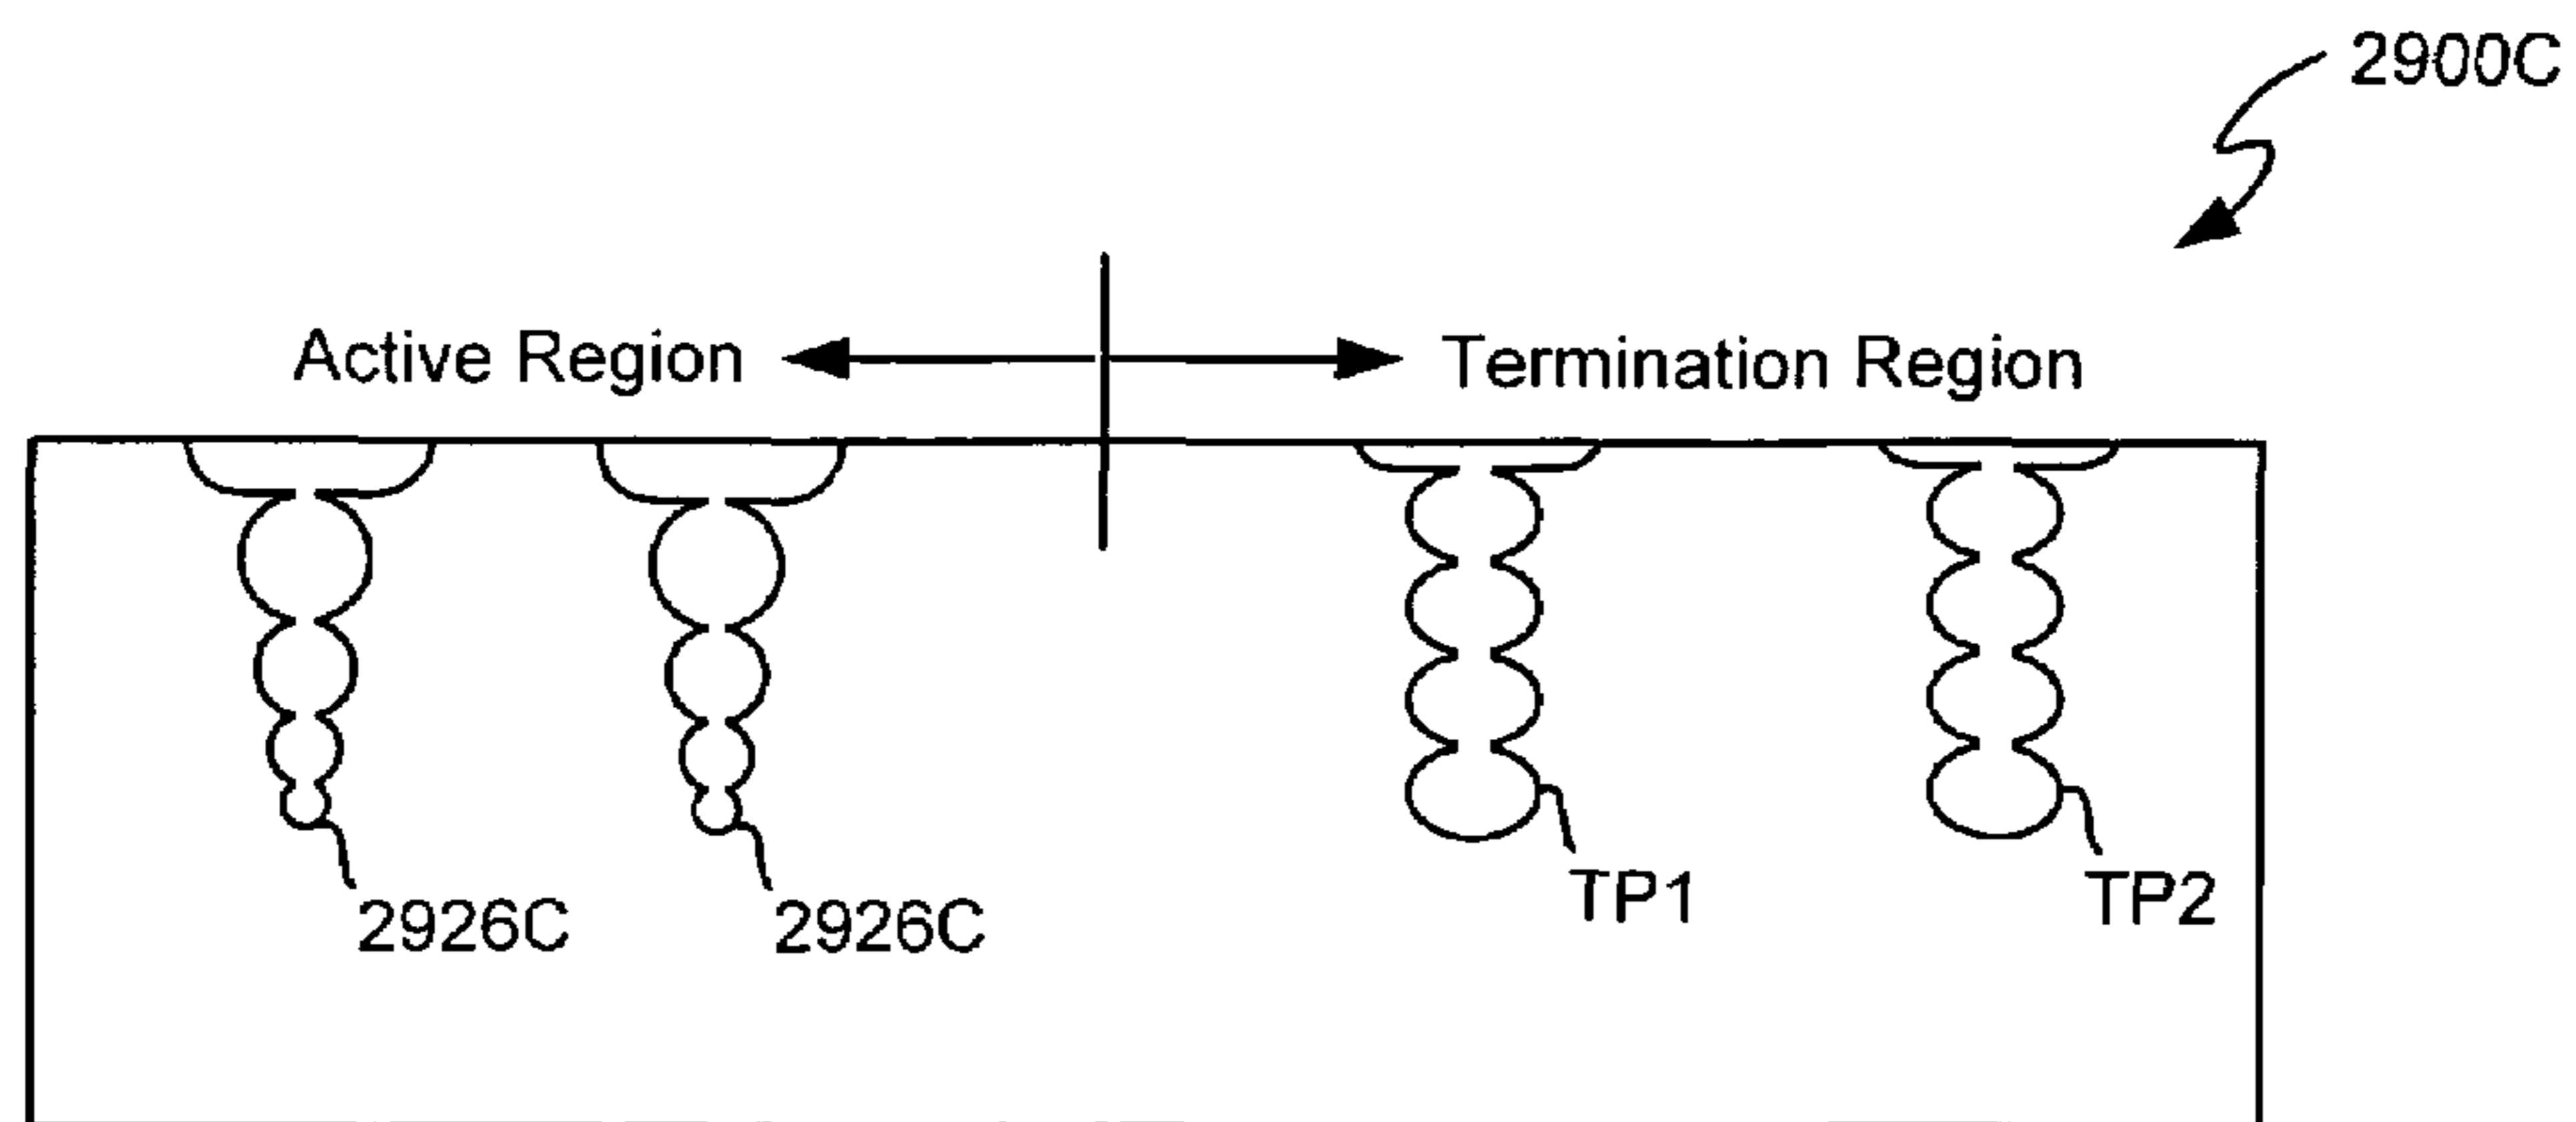 2900C
Active Region
Termination Region
2926C
2926C
TP1
TP2